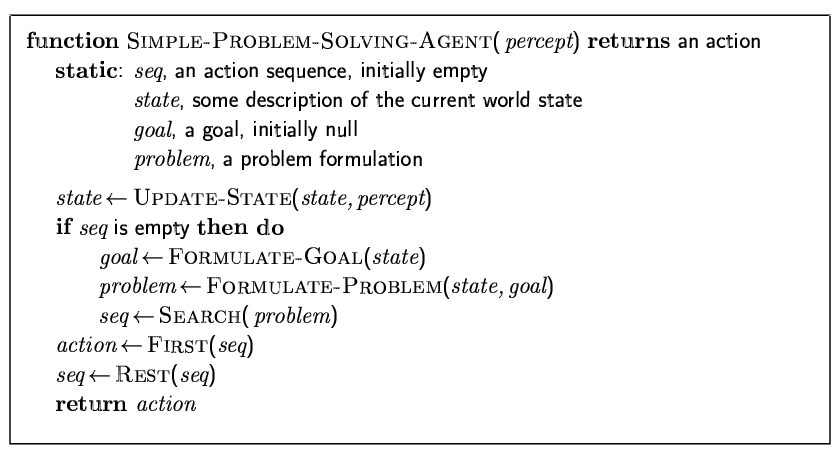 function SIMPLE-PROBLEM-SOLVING-AGENT( percept) returns an action
static: seq, an action sequence, initially empty
state, some description of the current world state
goal, a goal, initially null
problem, a problem formulation
state ← UPDATE-STATE(state, percept)
if seq is empty then do
goal ← FORMULATE-GOAL(state)
problem ← FORMULATE-PROBLEM(state, goal)
seq ← SEARCH( problem)
action ← FIRST(seq)
seq ← REST(seq)
return action